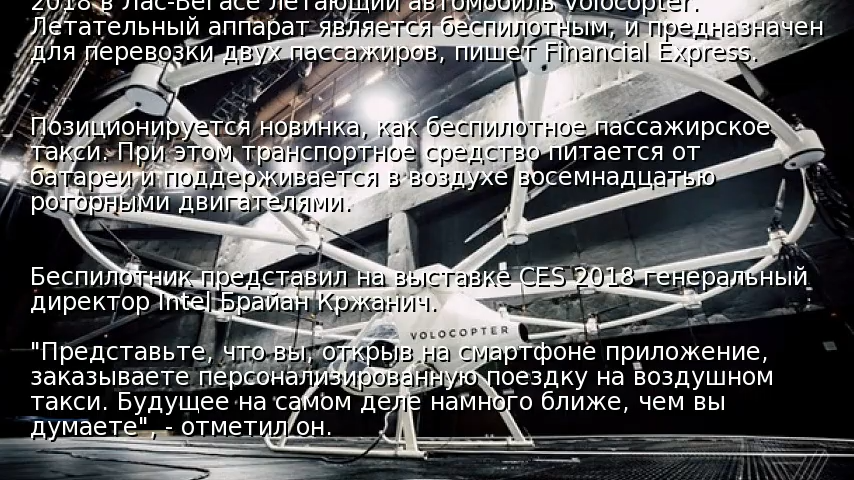 2018 в Лас-Вегасе летающий автомобиль Volocopter.
Летательный аппарат является беспилотным, и предназначен
для перевозки двух пассажиров, пишет Financial Express.
Позиционируется новинка, как беспилотное пассажирское
такси. При этом транспортное средство питается от
батареи и поддерживается в воздухе восемнадцатью
роторными двигателями.
Беспилотник представил на выставке CES 2018 генеральный
директор Intel Брайан Кржанич.
VOLOCOPTER
"Представьте, что вы, открыв на смартфоне приложение,
заказываете персонализированную поездку на воздушном
такси. Будущее на самом деле намного ближе, чем вы
думаете", - отметил он.